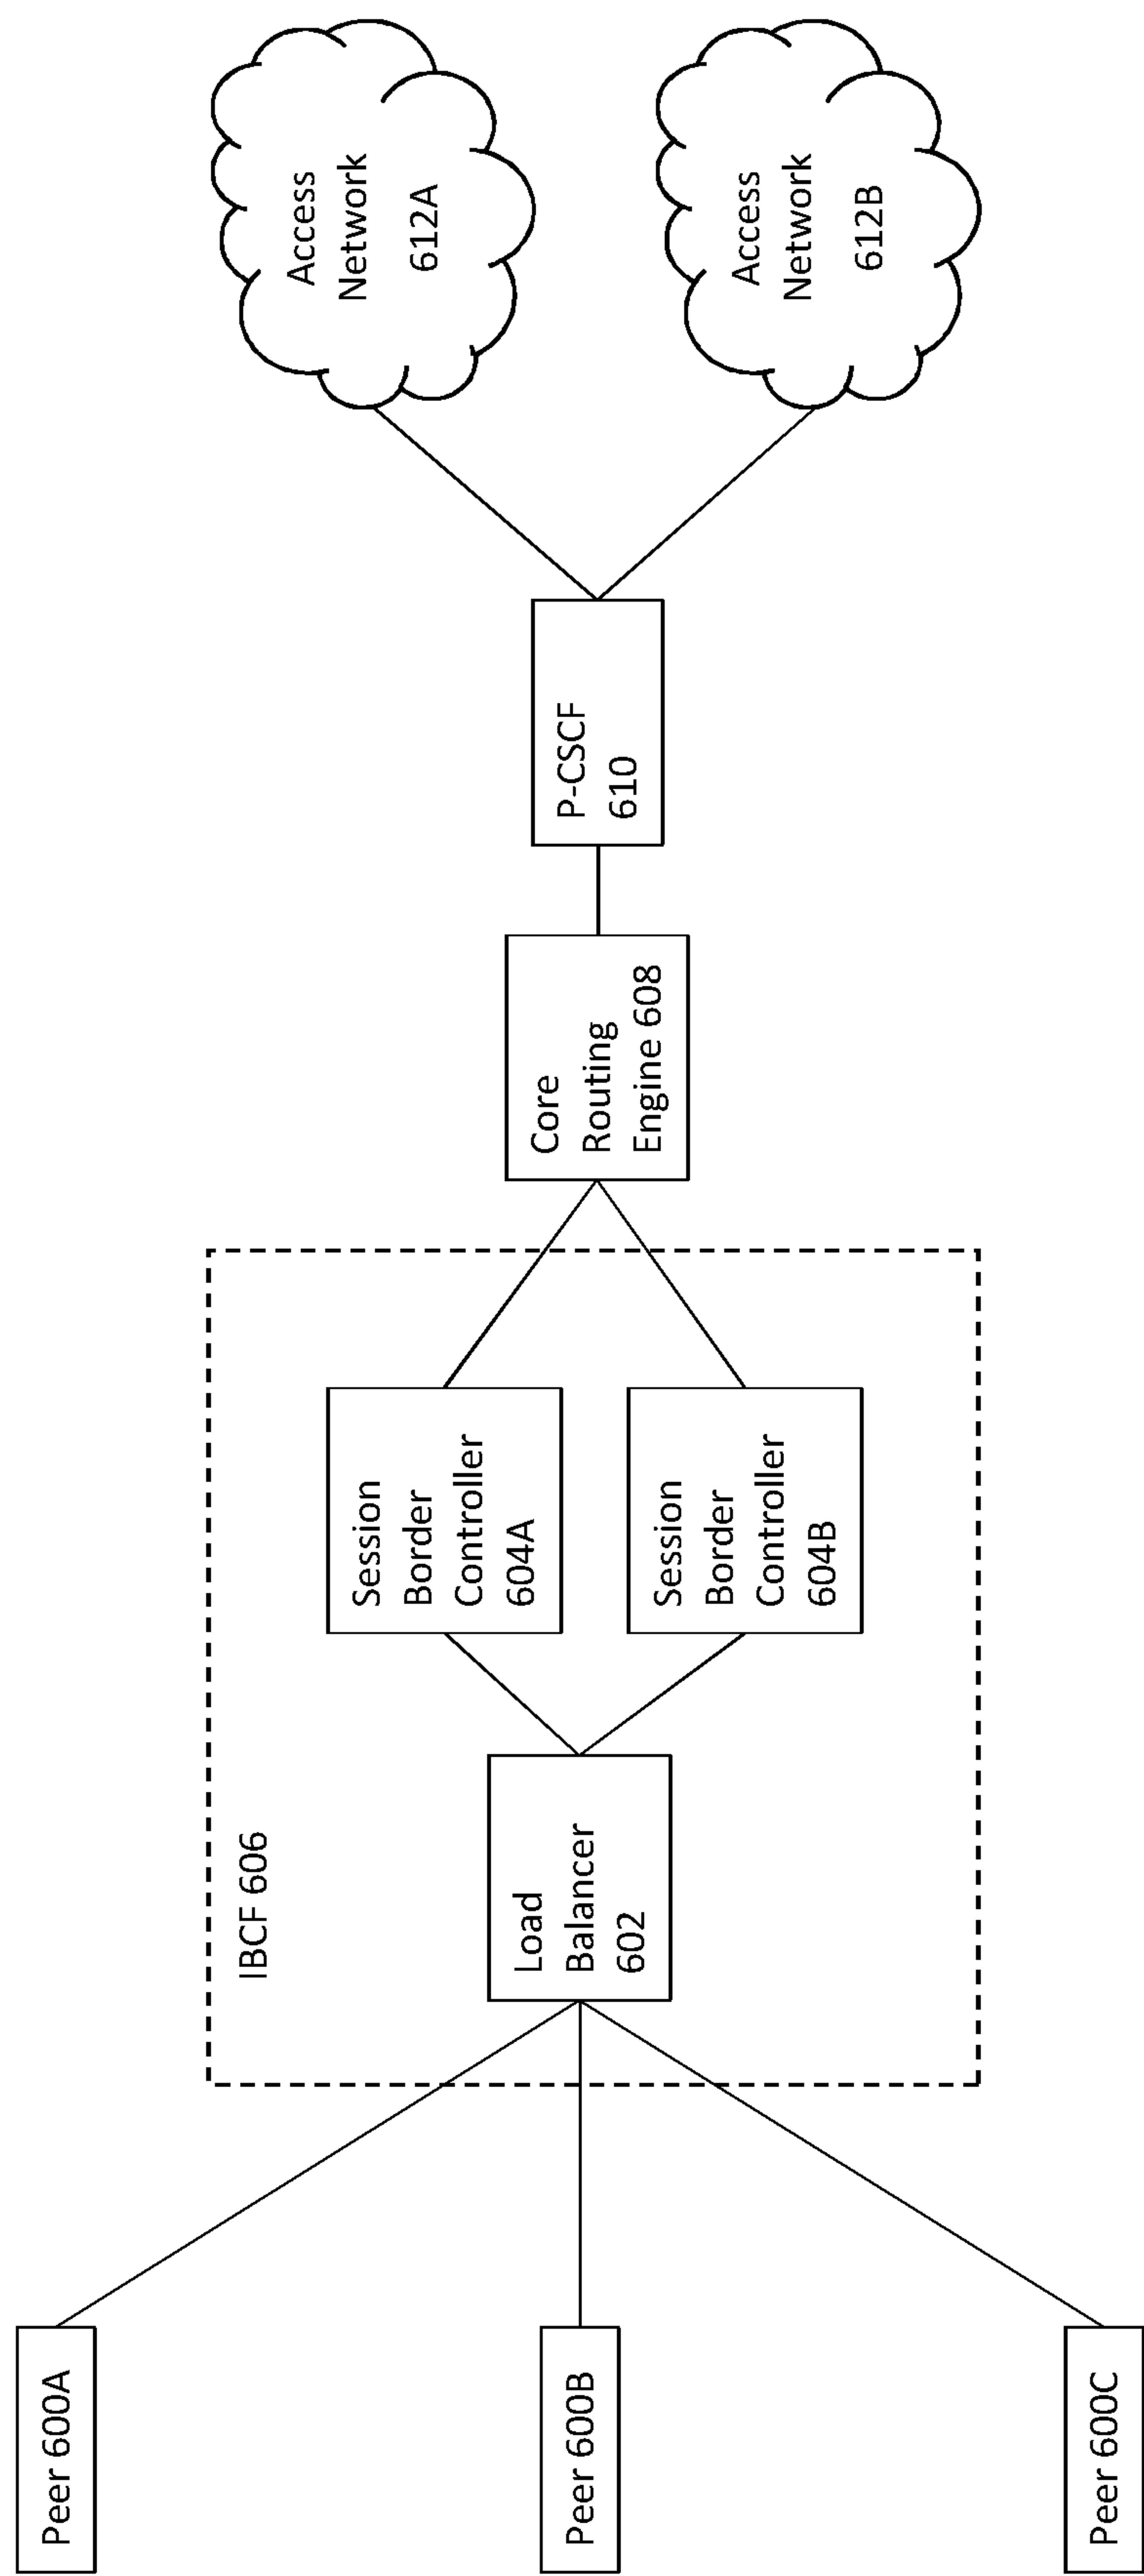 Peer 600A
Peer 600B
Peer 600C
IBCF 606
Load
Balancer
602
Session
Border
Controller
604A
Session
Border
Controller
604B
Core
Routing
Engine 608
P-CSCF
610
Access
Network
612A
Access
Network
612B